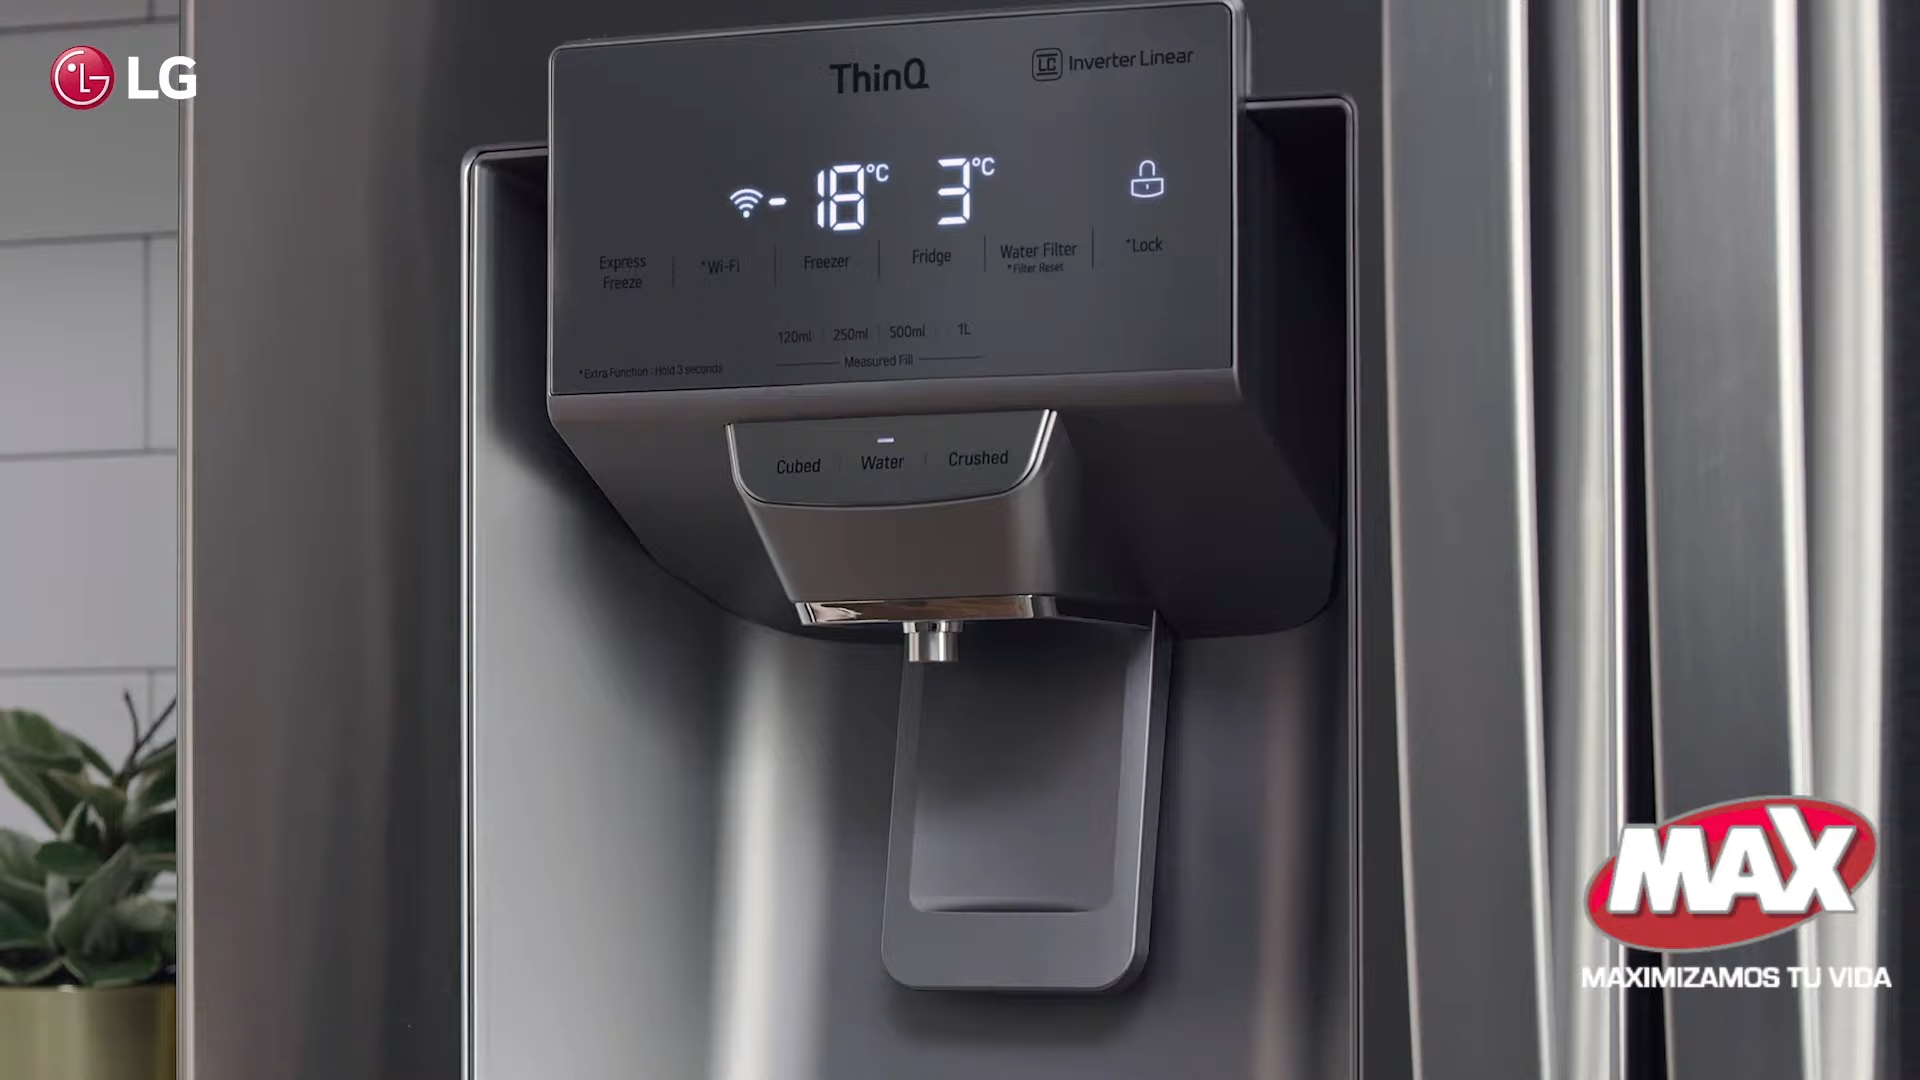 LG
ThinQ
LC Inverter Linear
-18°C 3°C
Express Freeze
*Wi-Fi
Freezer
Fridge
Water Filter
*Filter Reset
*Lock
120ml 250ml 500ml 1L
Measured Fill
*Extra Function - Hold 3 seconds
Cubed Water Crushed
MAX
MAXIMIZAMOS TU VIDA